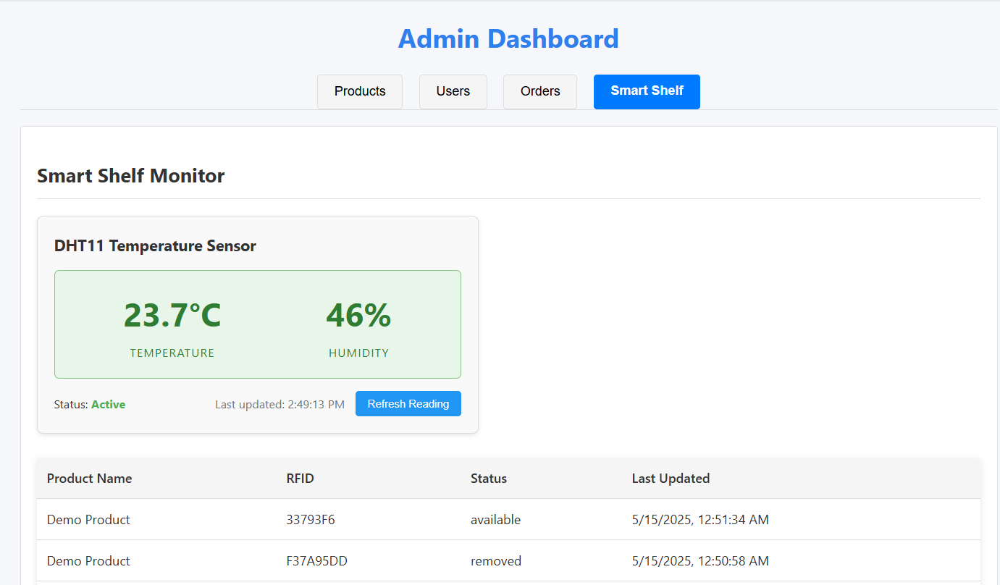 Admin Dashboard
Products Users Orders Smart Shelf
Smart Shelf Monitor
DHT11 Temperature Sensor
23.7°C 46%
TEMPERATURE HUMIDITY
Status: Active Last updated: 2:49:13 PM Refresh Reading
Product Name RFID Status Last Updated
Demo Product 33793F6 available 5/15/2025, 12:51:34 AM
Demo Product F37A95DD removed 5/15/2025, 12:50:58 AM